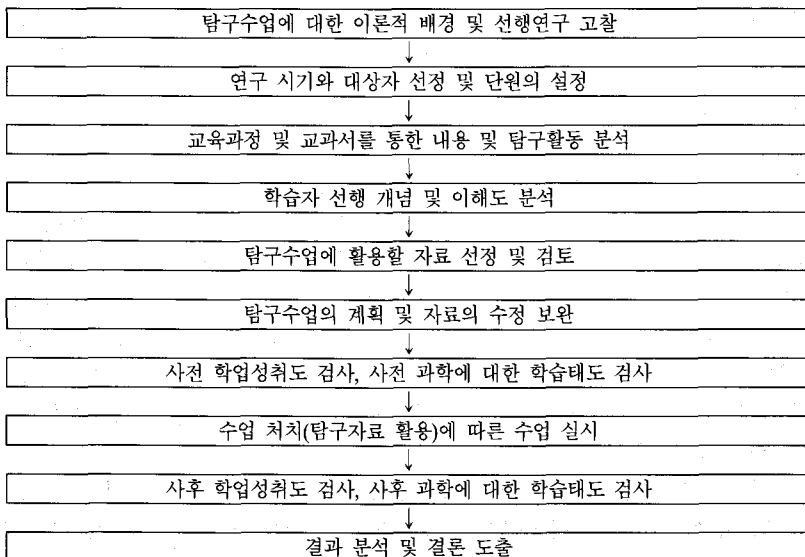 탐구수업에 대한 이론적 배경 및 선행연구 고찰
연구 시기와 대상자 선정 및 단원의 설정
교육과정 및 교과서를 통한 내용 및 탐구활동 분석
학습자 선행 개념 및 이해도 분석
탐구수업에 활용할 자료 선정 및 검토
탐구수업의 계획 및 자료의 수정 보완
사전 학업성취도 검사, 사전 과학에 대한 학습태도 검사
수업 처치(탐구자료 활용)에 따른 수업 실시
사후 학업성취도 검사, 사후 과학에 대한 학습태도 검사
결과 분석 및 결론 도출